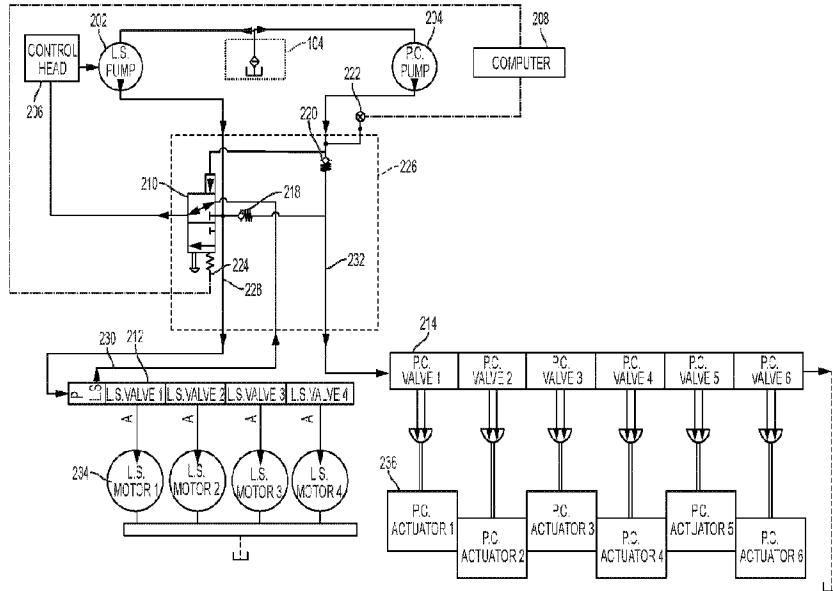 202
204
208
CONTROL
HEAD
L.S.
PUMP
104
P.C.
PUMP
COMPUTER
206
222
220
226
210
218
224
228
232
230
212
214
P
LS
L.S.VALVE 1
L.S.VALVE 2
L.S.VALVE 3
L.S.VALVE 4
P.C.
VALVE 1
P.C.
VALVE 2
P.C.
VALVE 3
P.C.
VALVE 4
P.C.
VALVE 5
P.C.
VALVE 6
A
A
A
A
234
L.S.
MOTOR 1
L.S.
MOTOR 2
L.S.
MOTOR 3
L.S.
MOTOR 4
236
P.C.
ACTUATOR 1
P.C.
ACTUATOR 2
P.C.
ACTUATOR 3
P.C.
ACTUATOR 4
P.C.
ACTUATOR 5
P.C.
ACTUATOR 6